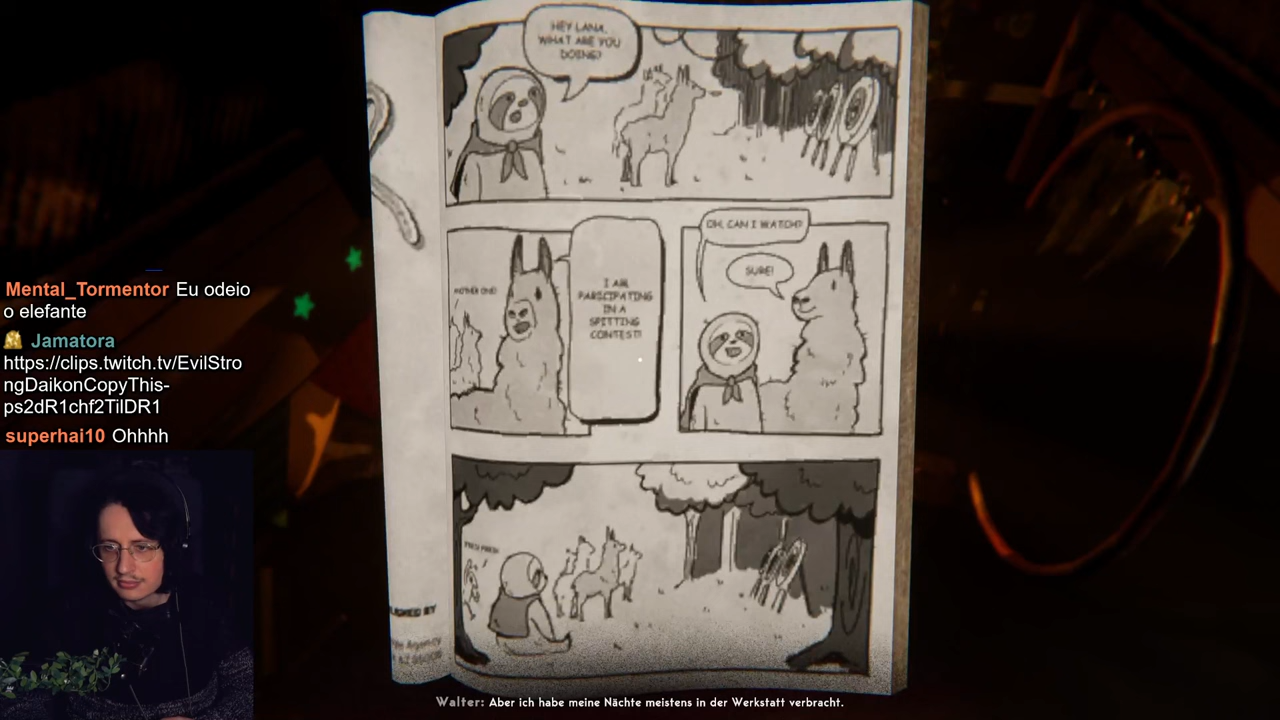 HEY LANA,
WHAT ARE YOU
DOING?
I AM
PARTICIPATING
IN A
SPITTING
CONTEST!
OH, CAN I WATCH?
SURE!
Mental_Tormentor Eu odeio
o elefante
Jamatora
https://clips.twitch.tv/EvilStro
ngDaikonCopyThis-
ps2dR1chf2TilDR1
superhai10 Ohhhh
Walter: Aber ich habe meine Nächte meistens in der Werkstatt verbracht.